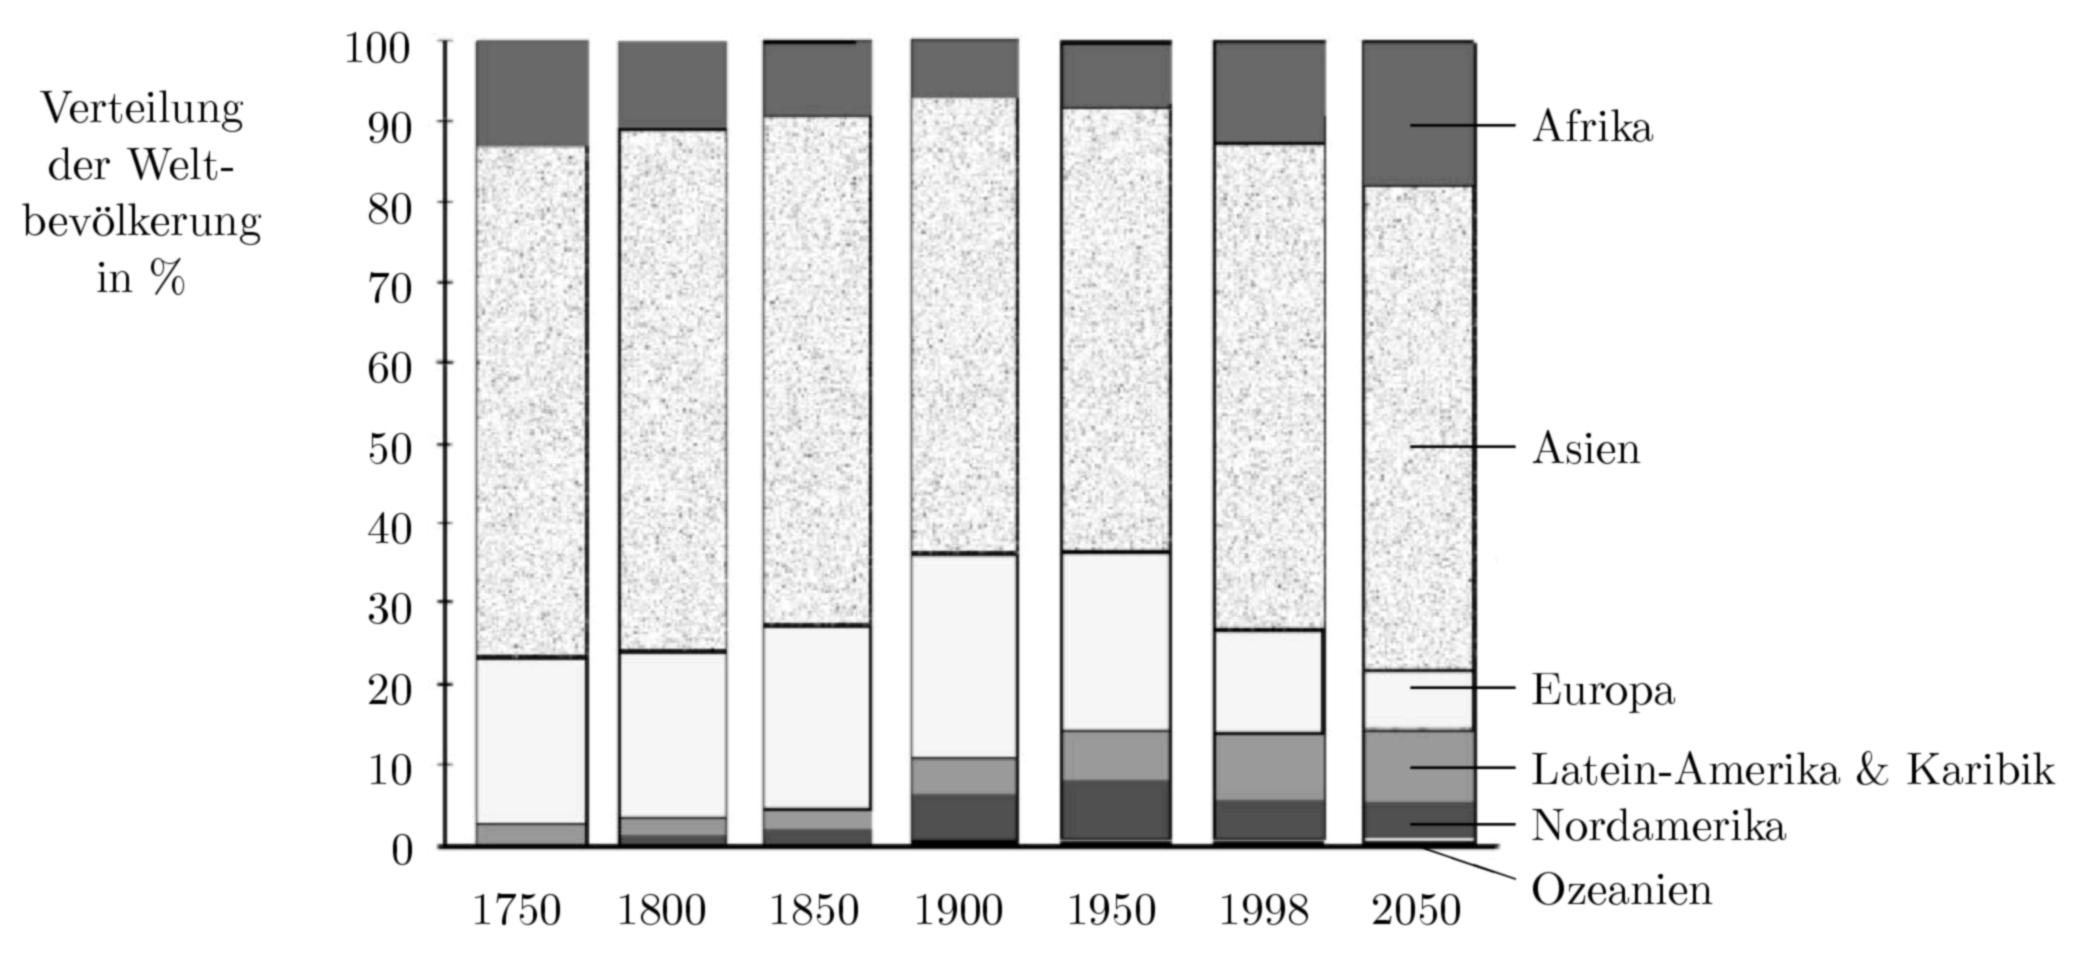 Verteilung
der Welt-
bevölkerung
in %
100
90
80
70
60
50
40
30
20
10
0
1750 1800 1850 1900 1950 1998 2050
Afrika
Asien
Europa
Latein-Amerika & Karibik
Nordamerika
Ozeanien